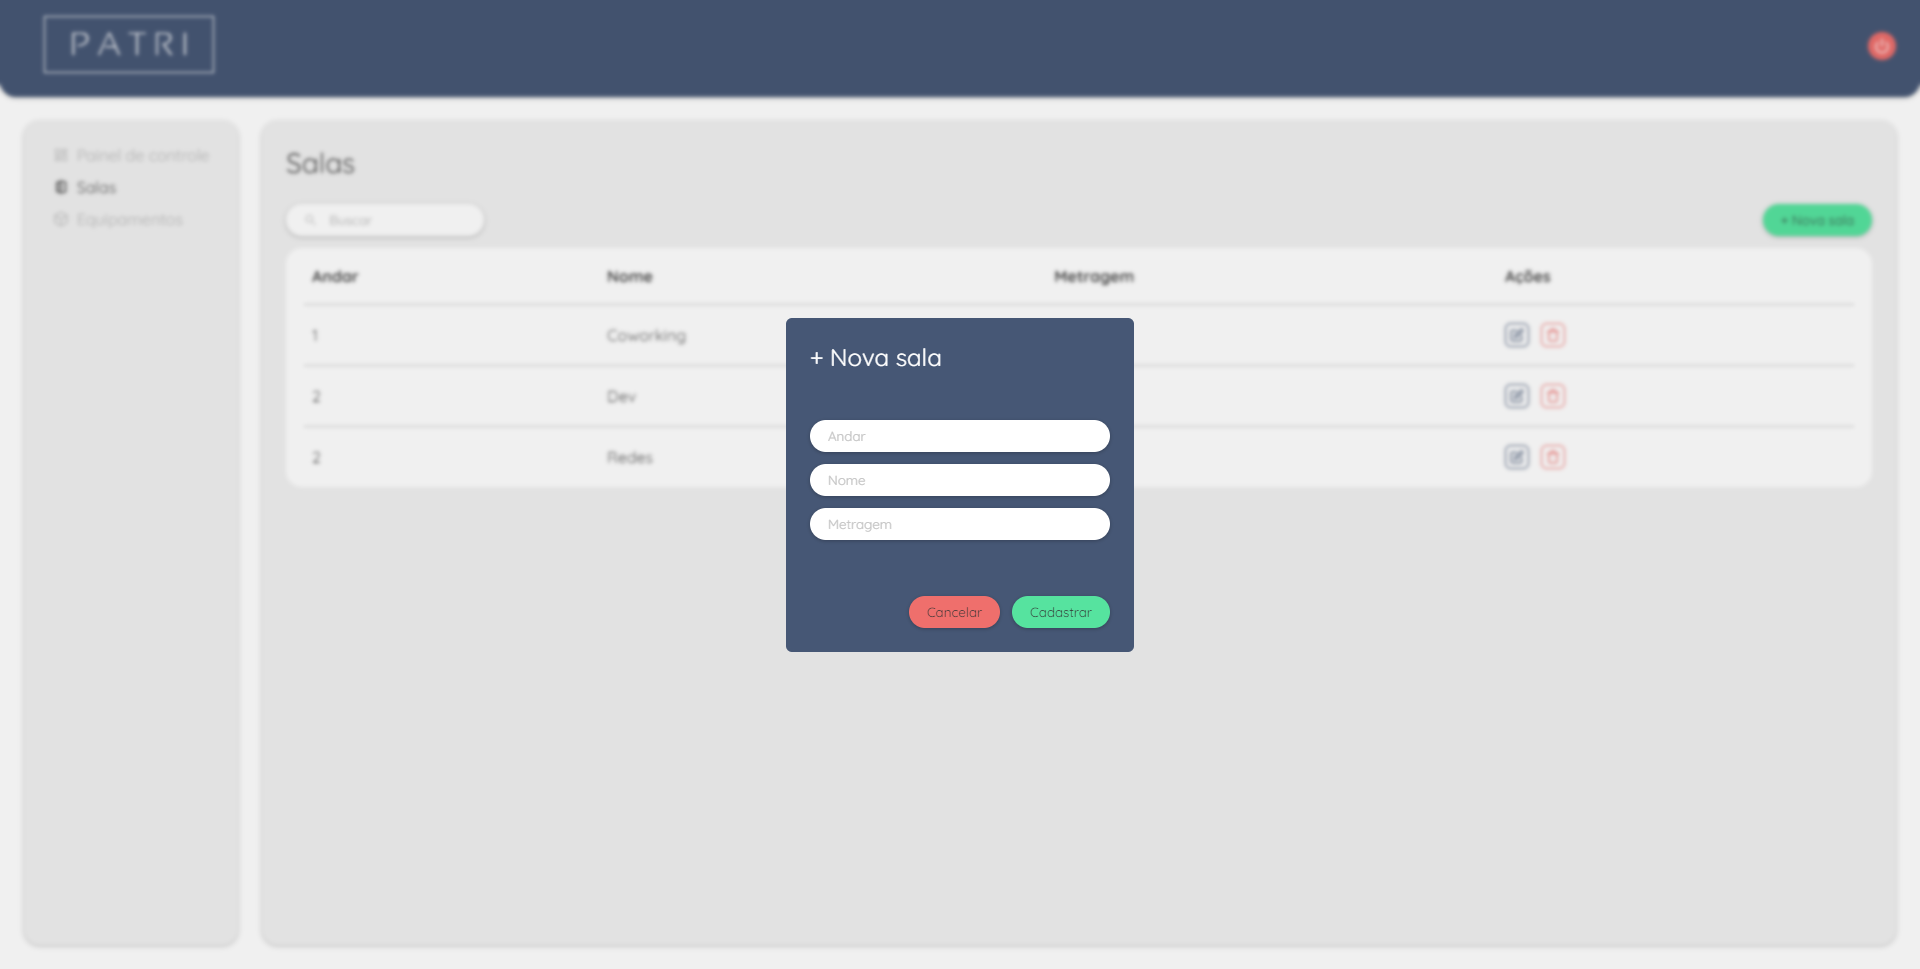 PATRI
Painel de controle
Salas
Equipamentos
Salas
Buscar
+ Nova sala
Andar Nome Metragem Ações
1 Coworking
2 Dev
2 Redes
+ Nova sala
Andar
Nome
Metragem
Cancelar Cadastrar